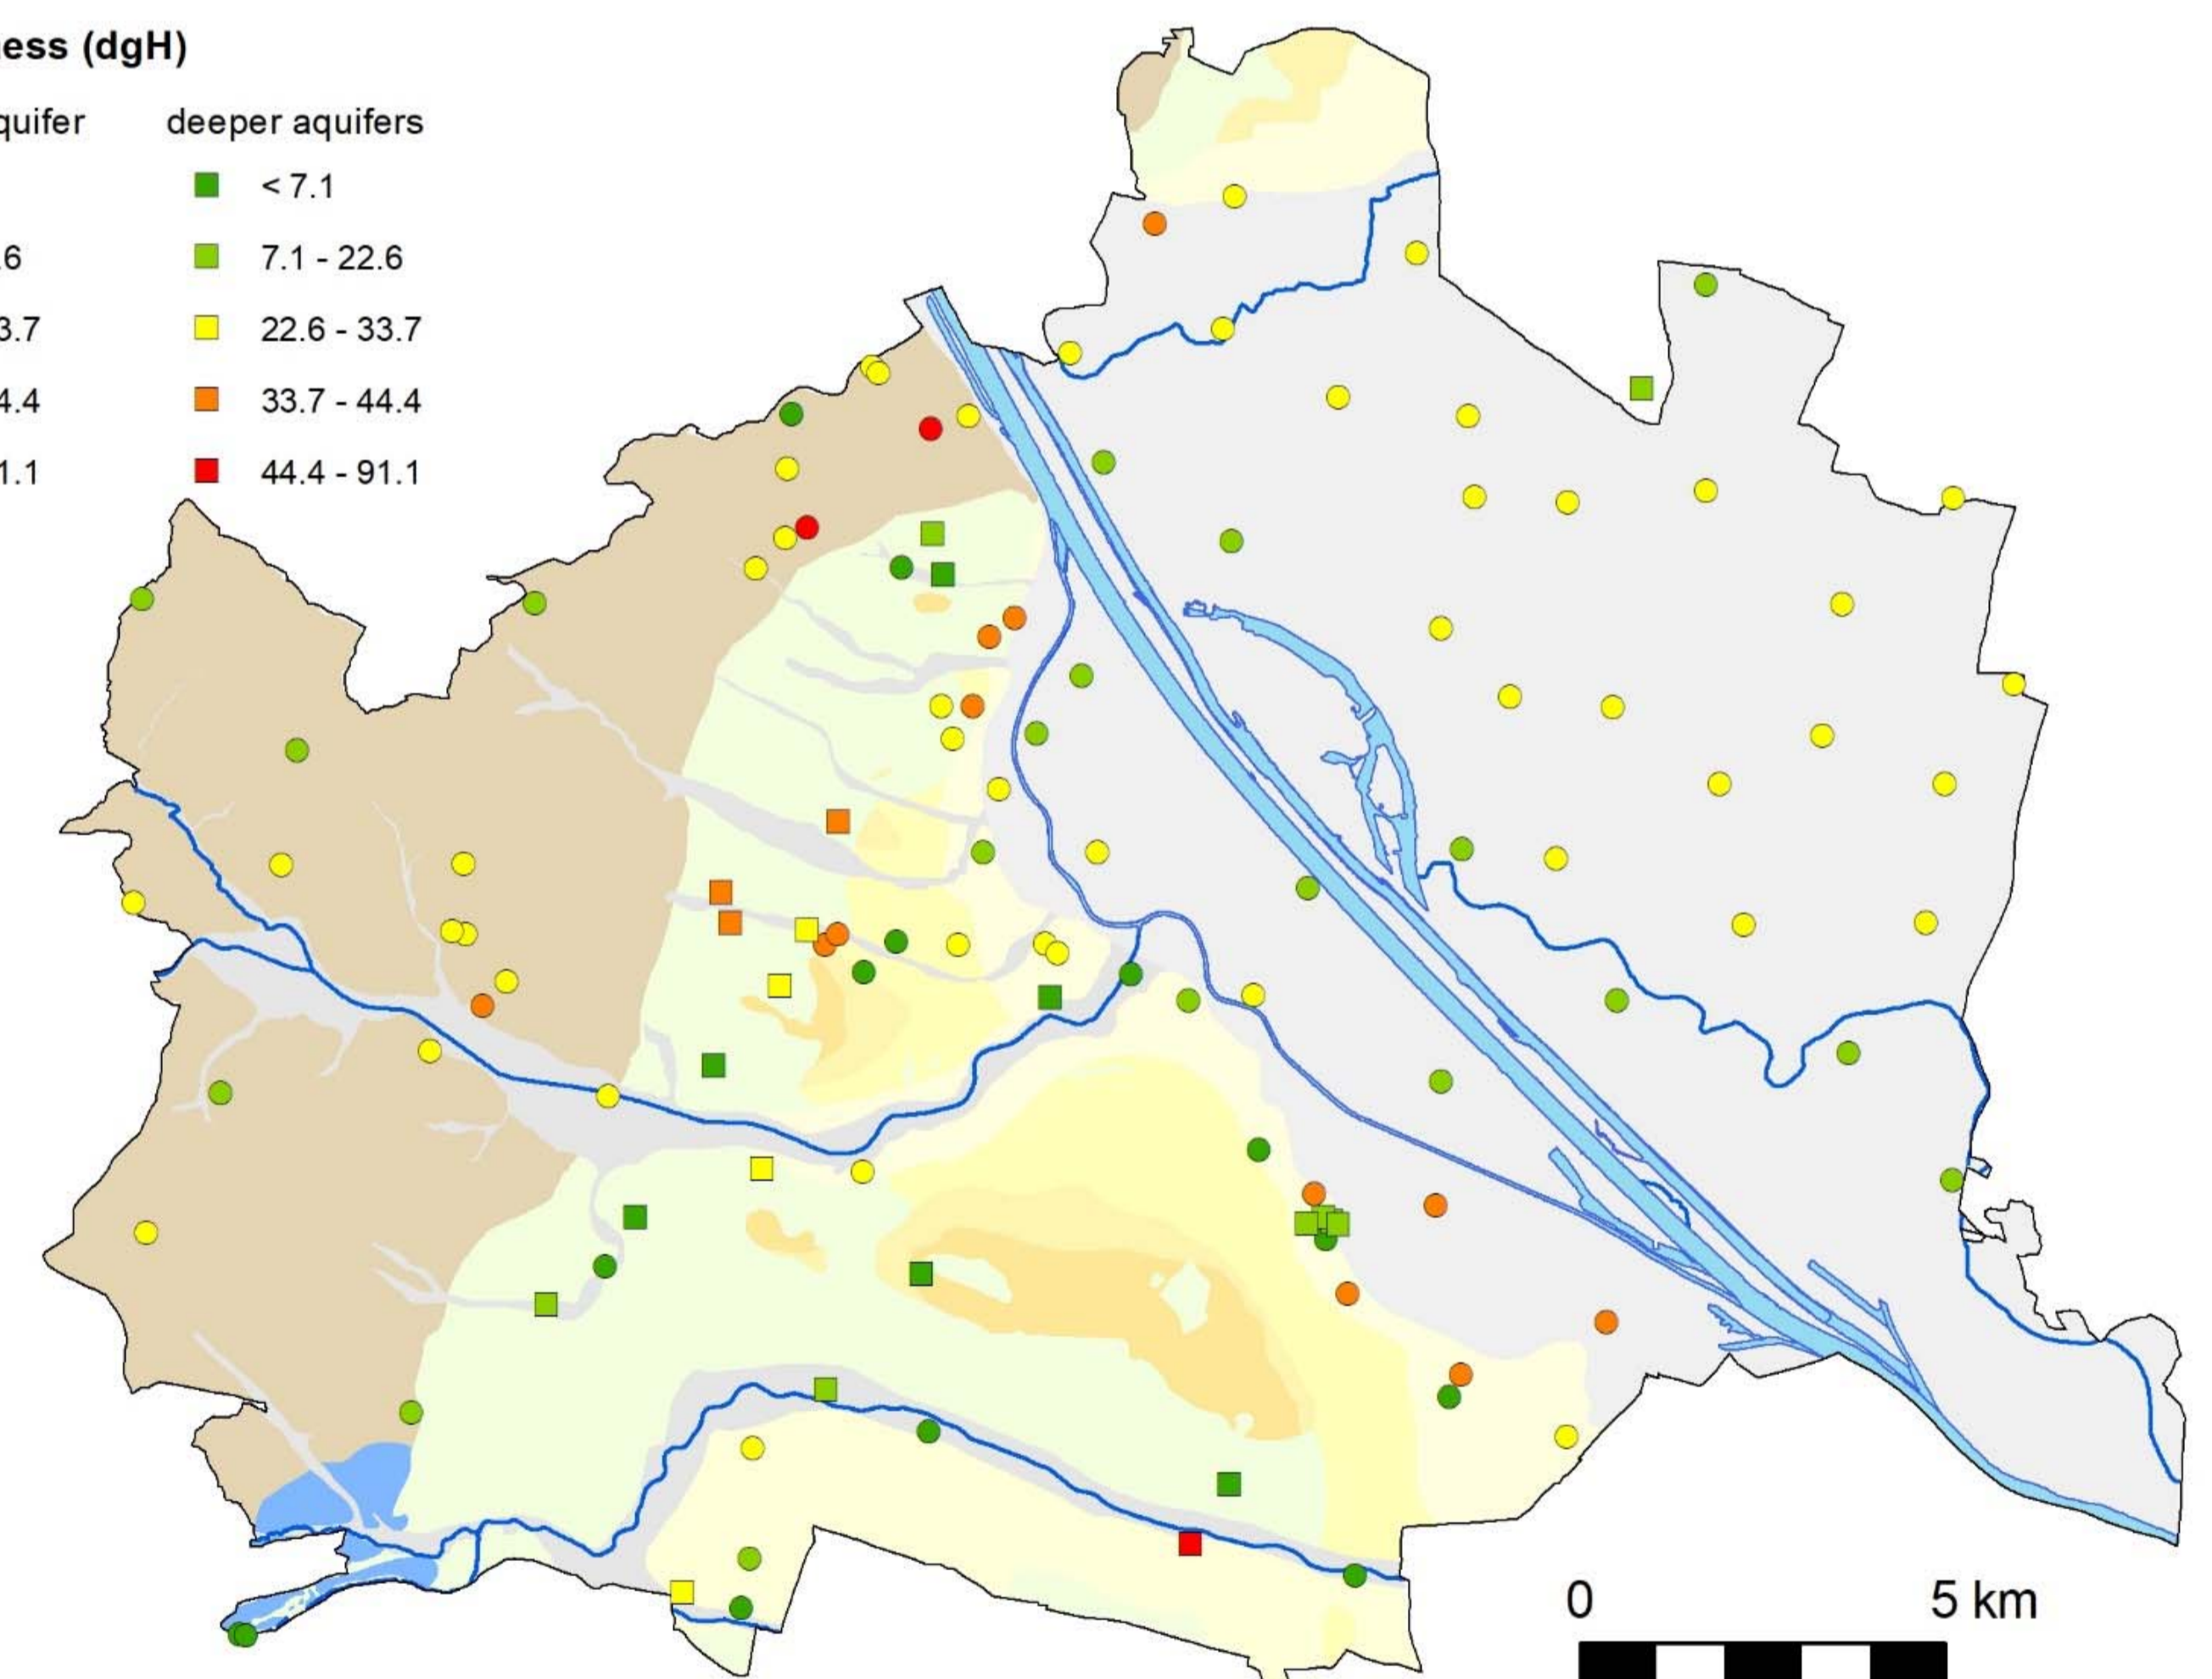 ess (dgH)
quifer deeper aquifers
< 7.1
.6 7.1 - 22.6
3.7 22.6 - 33.7
4.4 33.7 - 44.4
1.1 44.4 - 91.1
0 5 km